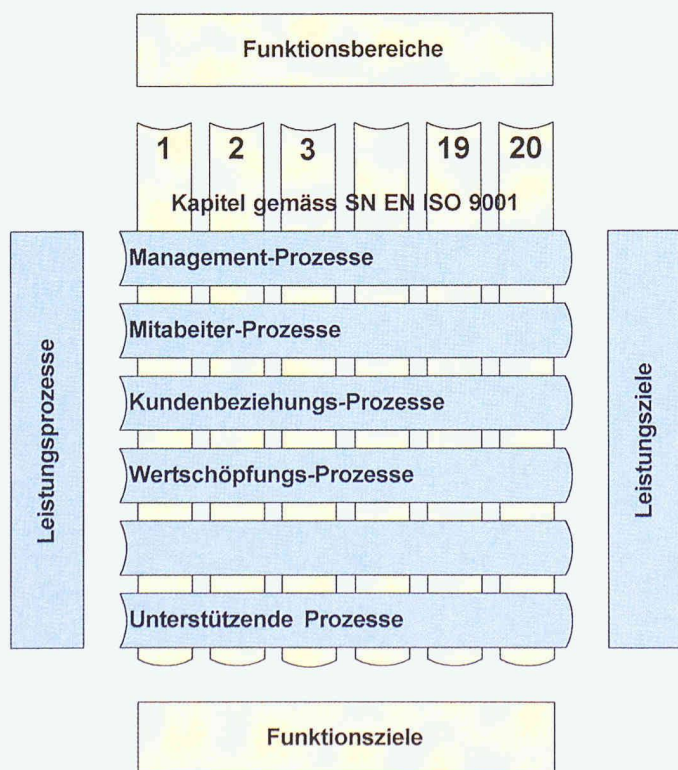 Funktionsbereiche
1 2 3 19 20
Kapitel gemäss SN EN ISO 9001
Leistungsprozesse
Management-Prozesse
Mitabeiter-Prozesse
Kundenbeziehungs-Prozesse
Wertschöpfungs-Prozesse
Unterstützende Prozesse
Leistungsziele
Funktionsziele